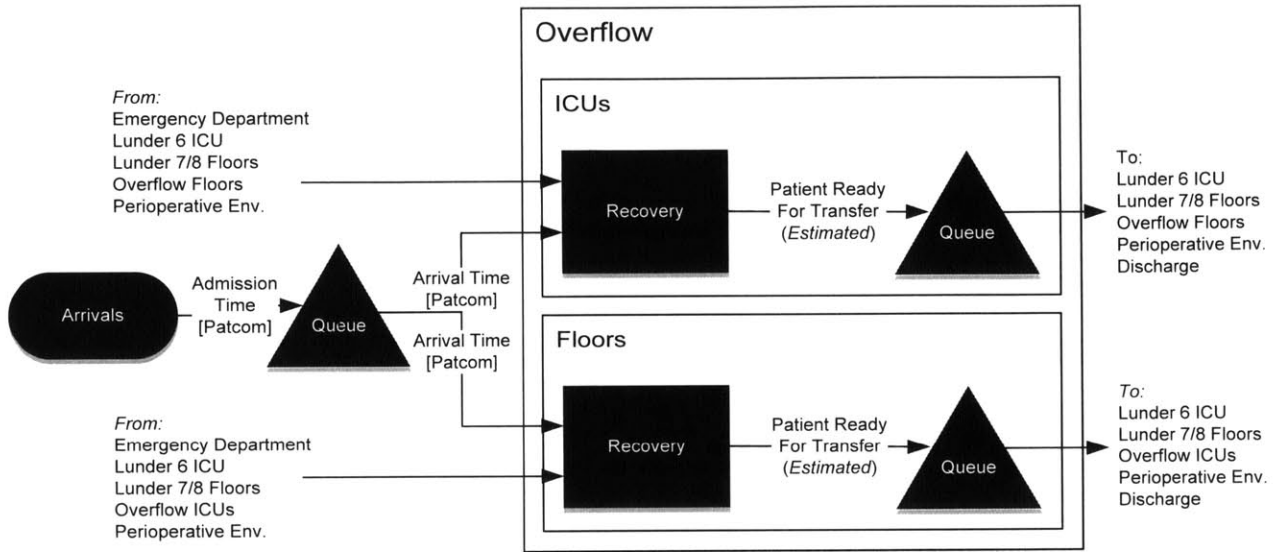 Overflow
From:
Emergency Department
Lunder 6 ICU
Lunder 7/8 Floors
Overflow Floors
Perioperative Env.
ICUs
Recovery
Patient Ready
For Transfer
(Estimated)
Queue
To:
Lunder 6 ICU
Lunder 7/8 Floors
Overflow Floors
Perioperative Env.
Discharge
Arrivals
Admission
Time
[Patcom]
Queue
Arrival Time
[Patcom]
Arrival Time
[Patcom]
Floors
From:
Emergency Department
Lunder 6 ICU
Lunder 7/8 Floors
Overflow ICUs
Perioperative Env.
Recovery
Patient Ready
For Transfer
(Estimated)
Queue
To:
Lunder 6 ICU
Lunder 7/8 Floors
Overflow ICUs
Perioperative Env.
Discharge